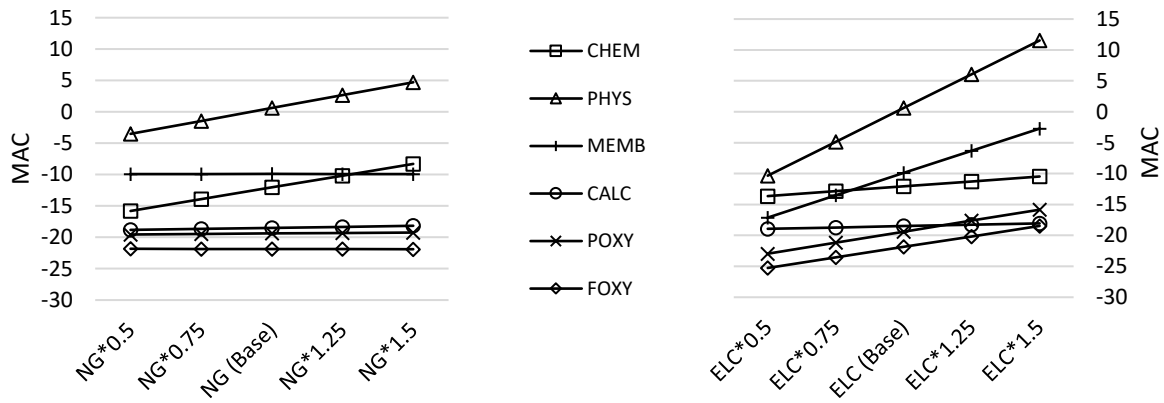 15
10
5
0
-5
-10
-15
-20
-25
-30
MAC
NG*0.5
NG*0.75
NG (Base)
NG*1.25
NG*1.5
CHEM
PHYS
MEMB
CALC
POXY
FOXY
15
10
5
0
-5
-10
-15
-20
-25
-30
MAC
ELC*0.5
ELC*0.75
ELC (Base)
ELC*1.25
ELC*1.5